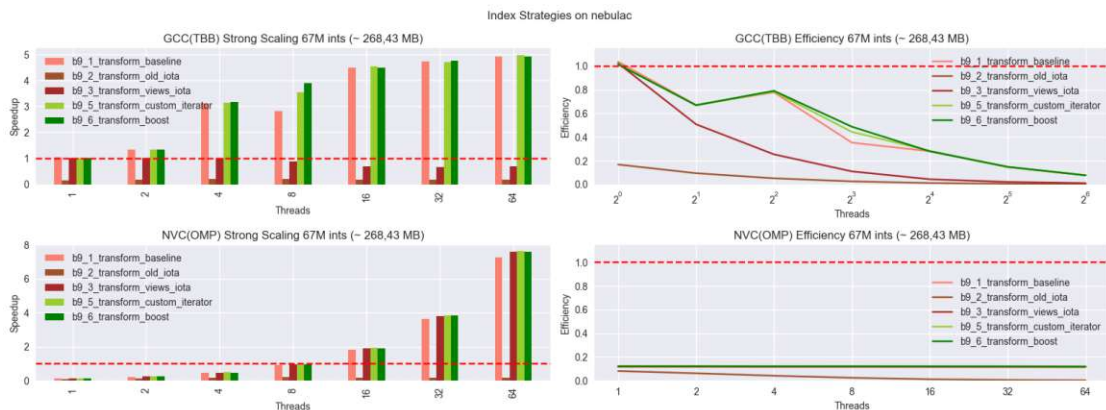 Index Strategies on nebulac
GCC(TBB) Strong Scaling 67M ints (~ 268,43 MB)
Speedup
5
4
3
2
1
0
b9_1_transform_baseline
b9_2_transform_old_iota
b9_3_transform_views_iota
b9_5_transform_custom_iterator
b9_6_transform_boost
1
2
4
8
16
32
64
Threads
GCC(TBB) Efficiency 67M ints (~ 268,43 MB)
Efficiency
1.0
0.8
0.6
0.4
0.2
0.0
b9_1_transform_baseline
b9_2_transform_old_iota
b9_3_transform_views_iota
b9_5_transform_custom_iterator
b9_6_transform_boost
2⁰
2¹
2²
2³
2⁴
2⁵
2⁶
Threads
NVC(OMP) Strong Scaling 67M ints (~ 268,43 MB)
Speedup
8
6
4
2
0
b9_1_transform_baseline
b9_2_transform_old_iota
b9_3_transform_views_iota
b9_5_transform_custom_iterator
b9_6_transform_boost
1
2
4
8
16
32
64
Threads
NVC(OMP) Efficiency 67M ints (~ 268,43 MB)
Efficiency
1.0
0.8
0.6
0.4
0.2
0.0
b9_1_transform_baseline
b9_2_transform_old_iota
b9_3_transform_views_iota
b9_5_transform_custom_iterator
b9_6_transform_boost
1
2
4
8
16
32
64
Threads